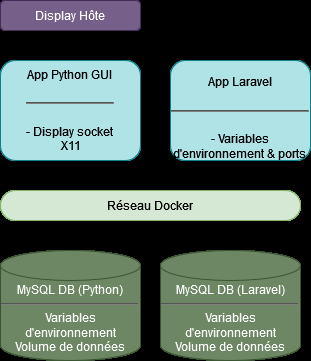 Display Hôte
App Python GUI
- Display socket
X11
App Laravel
- Variables
d'environnement & ports
Réseau Docker
MySQL DB (Python)
Variables
d'environnement
Volume de données
MySQL DB (Laravel)
Variables
d'environnement
Volume de données